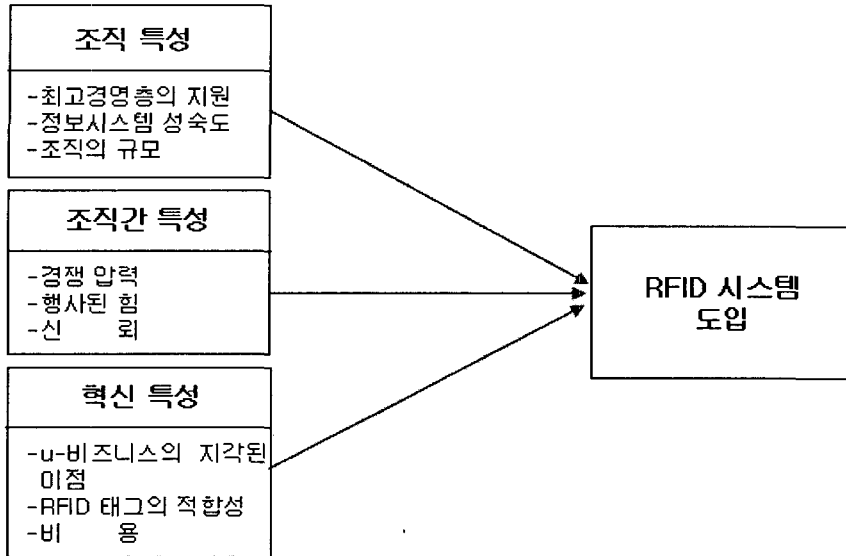 조직 특성
-최고경영층의 지원
-정보시스템 성숙도
-조직의 규모
조직간 특성
-경쟁 압력
-행사된 힘
-신 뢰
혁신 특성
-u-비즈니스의 지각된
이점
-RFID 태그의 적합성
-비 용
RFID 시스템
도입